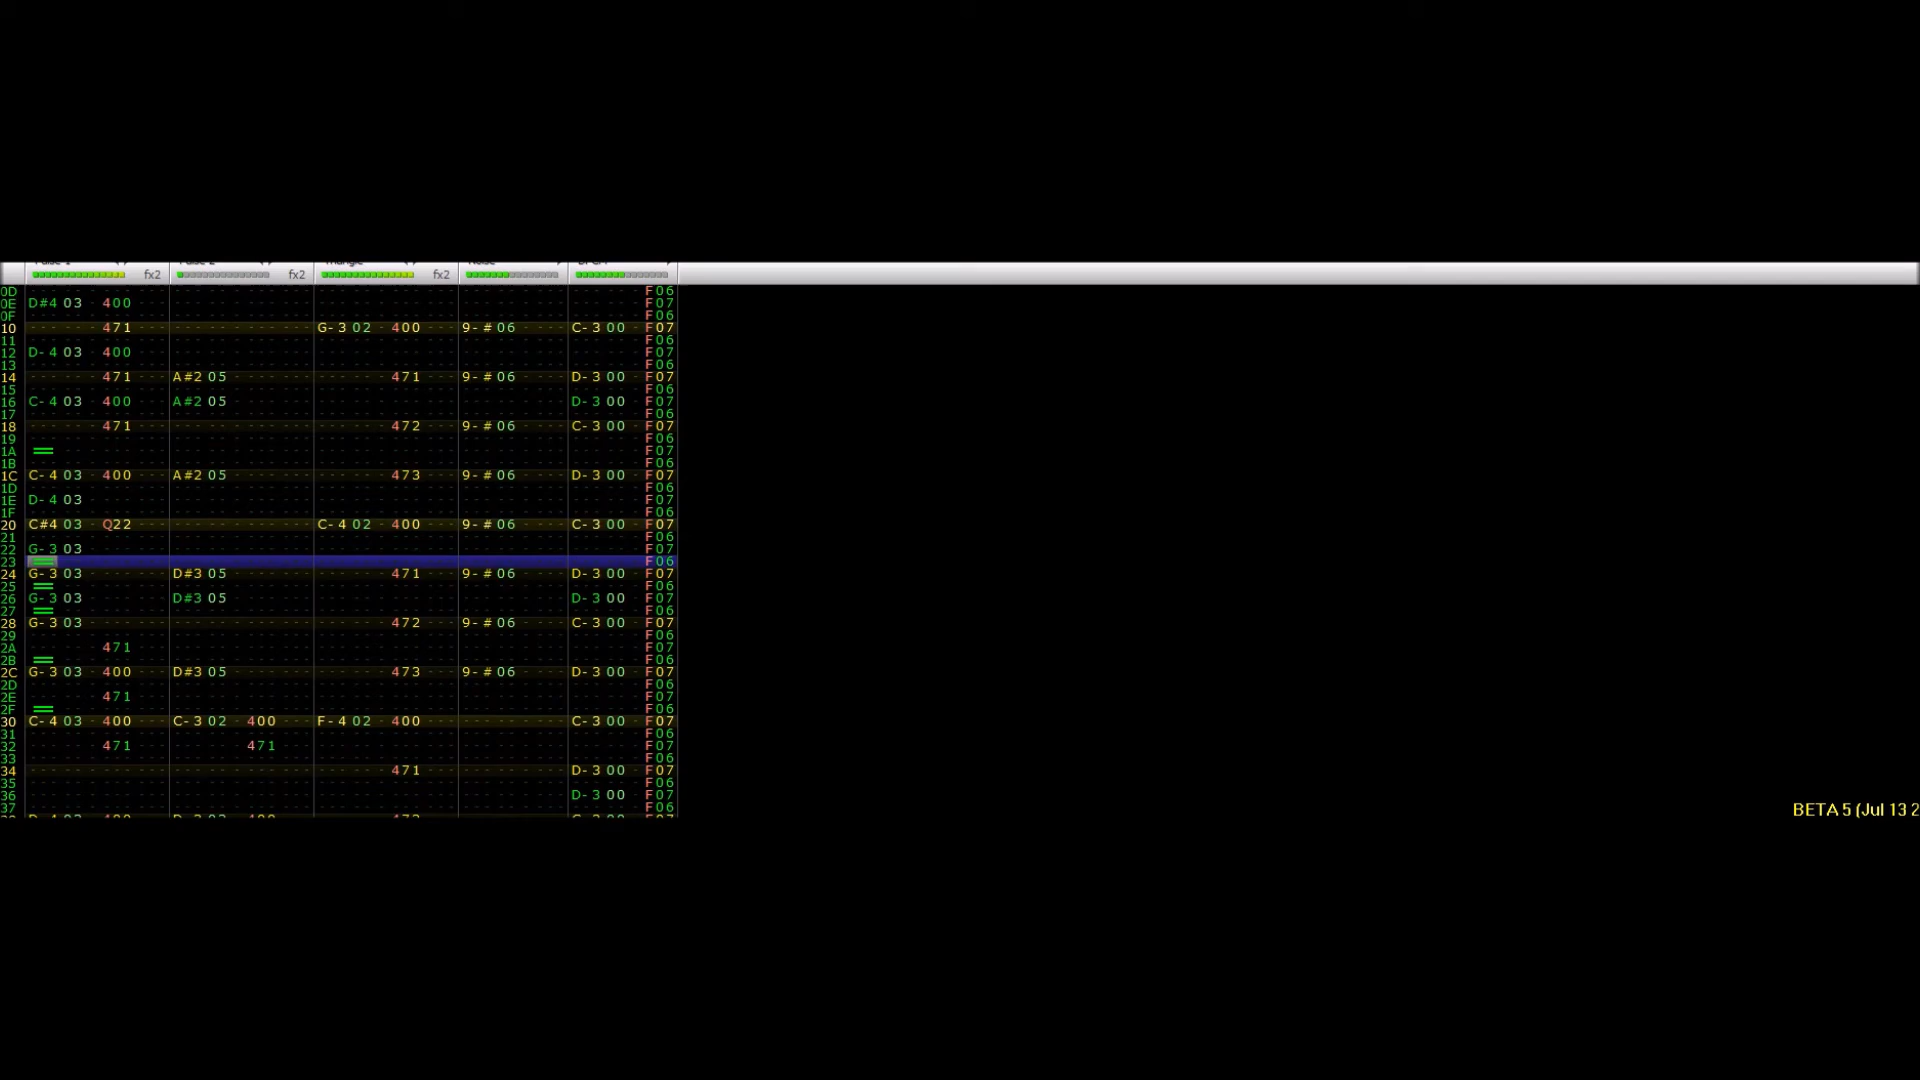 fx2 fx2 fx2
0D F06
0E D#4 03 400 F07
0F F06
10 471 G-3 02 400 9-# 06 C-3 00 F07
11 F06
12 D-4 03 400 F07
13 F06
14 471 A#2 05 471 9-# 06 D-3 00 F07
15 F06
16 C-4 03 400 A#2 05 D-3 00 F07
17 F06
18 471 472 9-# 06 C-3 00 F07
19 F06
1A F07
1B F06
1C C-4 03 400 A#2 05 473 9-# 06 D-3 00 F07
1D F06
1E D-4 03 F07
1F F06
20 C#4 03 Q22 C-4 02 400 9-# 06 C-3 00 F07
21 F06
22 G-3 03 F07
23 F06
24 G-3 03 D#3 05 471 9-# 06 D-3 00 F07
25 F06
26 G-3 03 D#3 05 D-3 00 F07
27 F06
28 G-3 03 472 9-# 06 C-3 00 F07
29 F06
2A 471 F07
2B F06
2C G-3 03 400 D#3 05 473 9-# 06 D-3 00 F07
2D F06
2E 471 F07
2F F06
30 C-4 03 400 C-3 02 400 F-4 02 400 C-3 00 F07
31 F06
32 471 471 F07
33 F06
34 471 D-3 00 F07
35 F06
36 D-3 00 F07
37 F06
BETA 5 (Jul 13 2